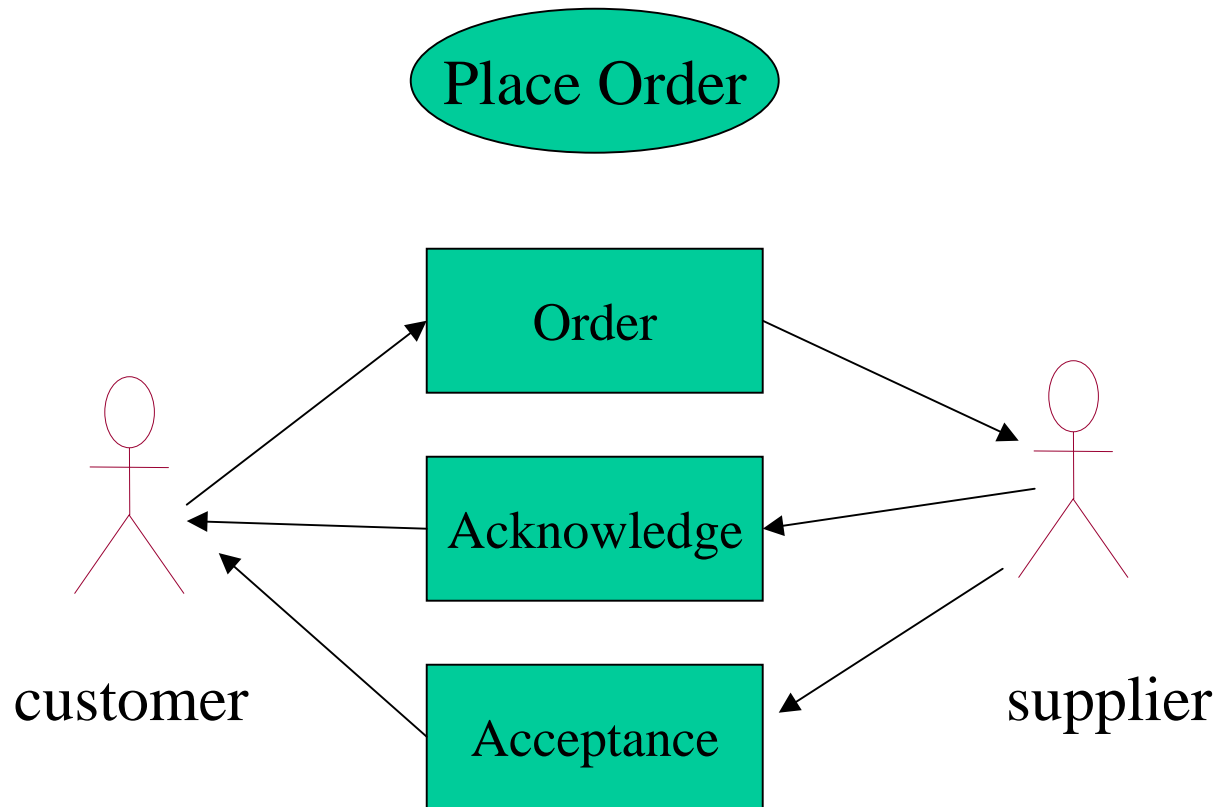 Place Order
Order
Acknowledge
customer
supplier
Acceptance